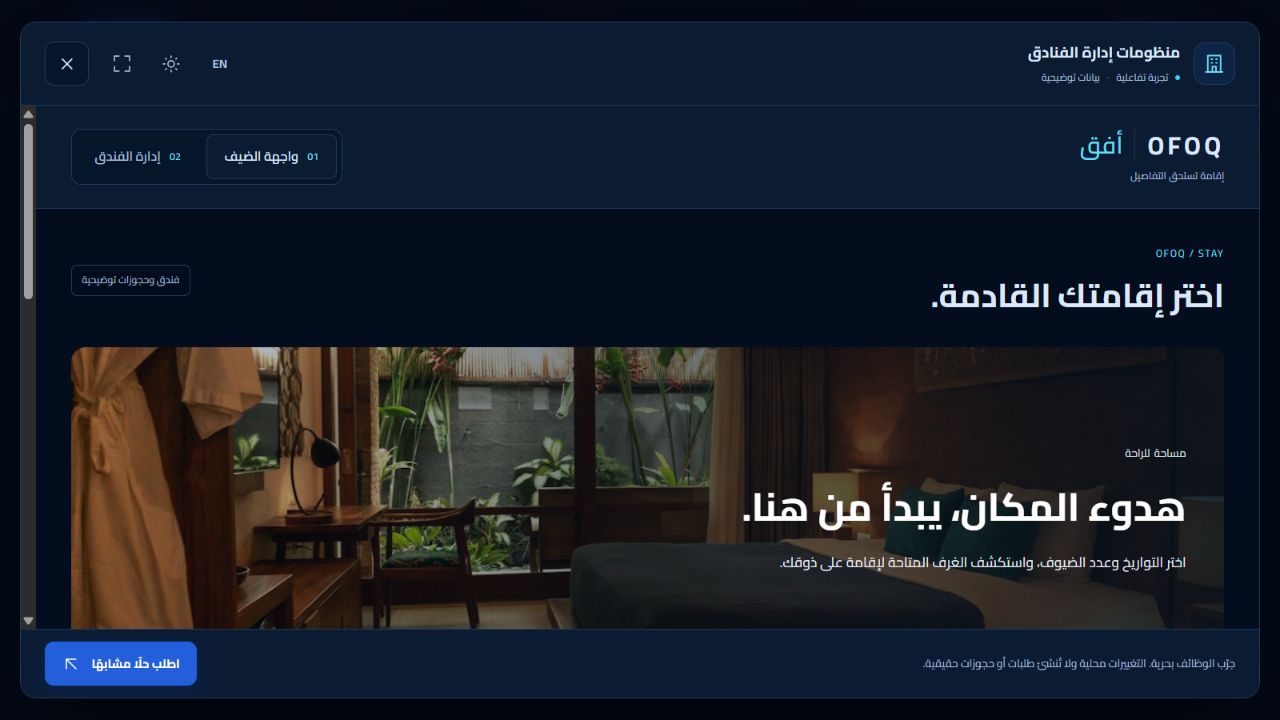 منظومات إدارة الفنادق
تجربة تفاعلية · بيانات توضيحية
EN
OFOQ أفق
إقامة تستحق التفاصيل
01 واجهة الضيف
02 إدارة الفندق
OFOQ / STAY
اختر إقامتك القادمة.
فندق وحجوزات توضيحية
مساحة للراحة
هدوء المكان، يبدأ من هنا.
اختر التواريخ وعدد الضيوف، واستكشف الغرف المتاحة لإقامة على ذوقك.
جرّب الوظائف بحرية. التغييرات محلية ولا تُنشئ طلبات أو حجوزات حقيقية.
اطلب حلًا مشابهًا